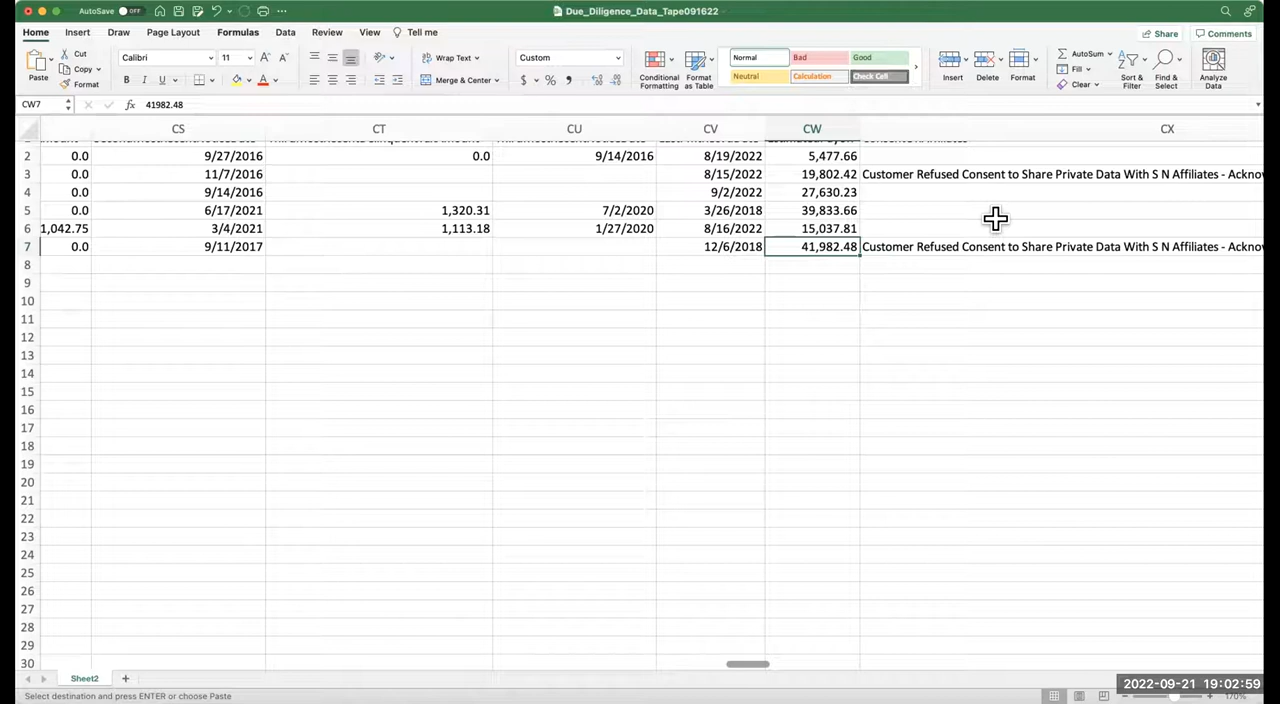 AutoSave OFF
Due_Diligence_Data_Tape091622
Home Insert Draw Page Layout Formulas Data Review View Tell me
Share Comments
Paste
Cut
Copy
Format
Calibri 11
B I U
Wrap Text
Merge & Center
Custom
Conditional Formatting
Format as Table
Normal Bad Good
Neutral Calculation Check Cell
Insert Delete Format
AutoSum
Fill
Clear
Sort & Filter
Find & Select
Analyze Data
CW7 fx 41982.48
CS CT CU CV CW CX
2 0.0 9/27/2016 0.0 9/14/2016 8/19/2022 5,477.66
3 0.0 11/7/2016 8/15/2022 19,802.42 Customer Refused Consent to Share Private Data With S N Affiliates - Acknov
4 0.0 9/14/2016 9/2/2022 27,630.23
5 0.0 6/17/2021 1,320.31 7/2/2020 3/26/2018 39,833.66
6 1,042.75 3/4/2021 1,113.18 1/27/2020 8/16/2022 15,037.81
7 0.0 9/11/2017 12/6/2018 41,982.48 Customer Refused Consent to Share Private Data With S N Affiliates - Acknov
8
9
10
11
12
13
14
15
16
17
18
19
20
21
22
23
24
25
26
27
28
29
30
Sheet2
Select destination and press ENTER or choose Paste
2022-09-21 19:02:59
170%